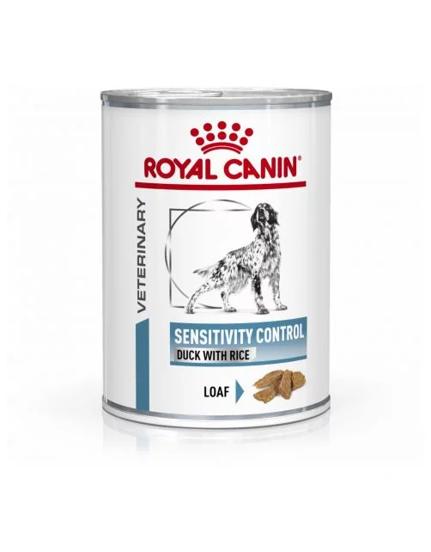 ROYAL CANIN
VETERINARY
SENSITIVITY CONTROL
DUCK WITH RICE
LOAF